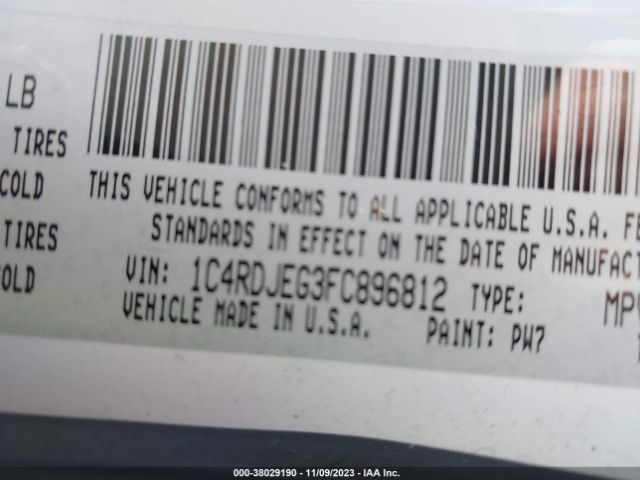 LB
TIRES
COLD
TIRES
COLD
THIS VEHICLE CONFORMS TO ALL APPLICABLE U.S.A. FE
STANDARDS IN EFFECT ON THE DATE OF MANUFACT
VIN: 1C4RDJEG3FC896812 TYPE: MPV
VEHICLE MADE IN U.S.A. PAINT: PW7
000-38029190 - 11/09/2023 - IAA Inc.